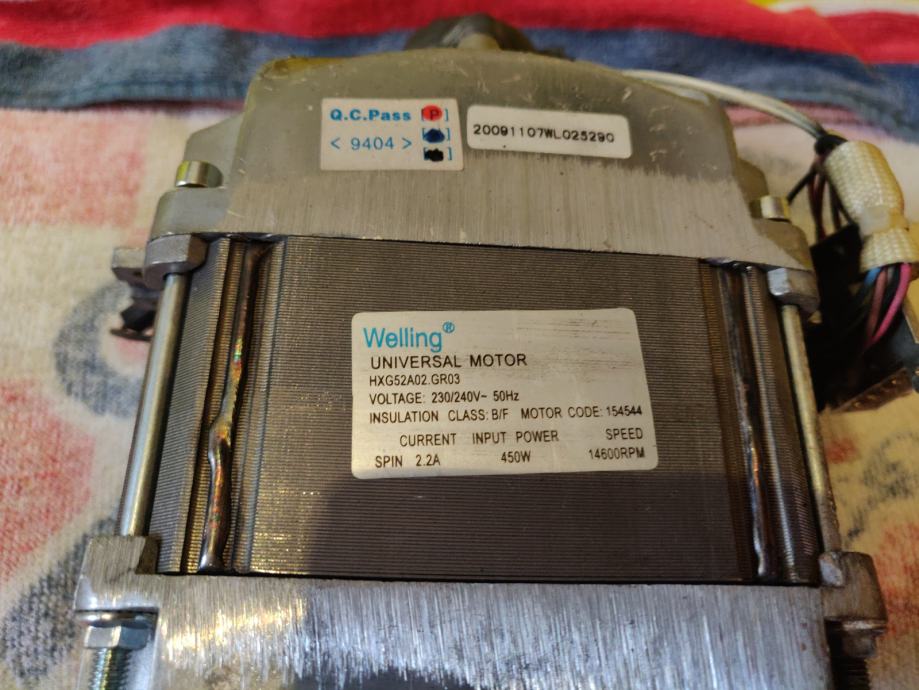 Q.C.Pass [P]
< 9404 >
20091107WL025290
Welling®
UNIVERSAL MOTOR
HXG52A02.GR03
VOLTAGE: 230/240V~ 50Hz
INSULATION CLASS: B/F MOTOR CODE: 154544
CURRENT INPUT POWER SPEED
SPIN 2.2A 450W 14600RPM